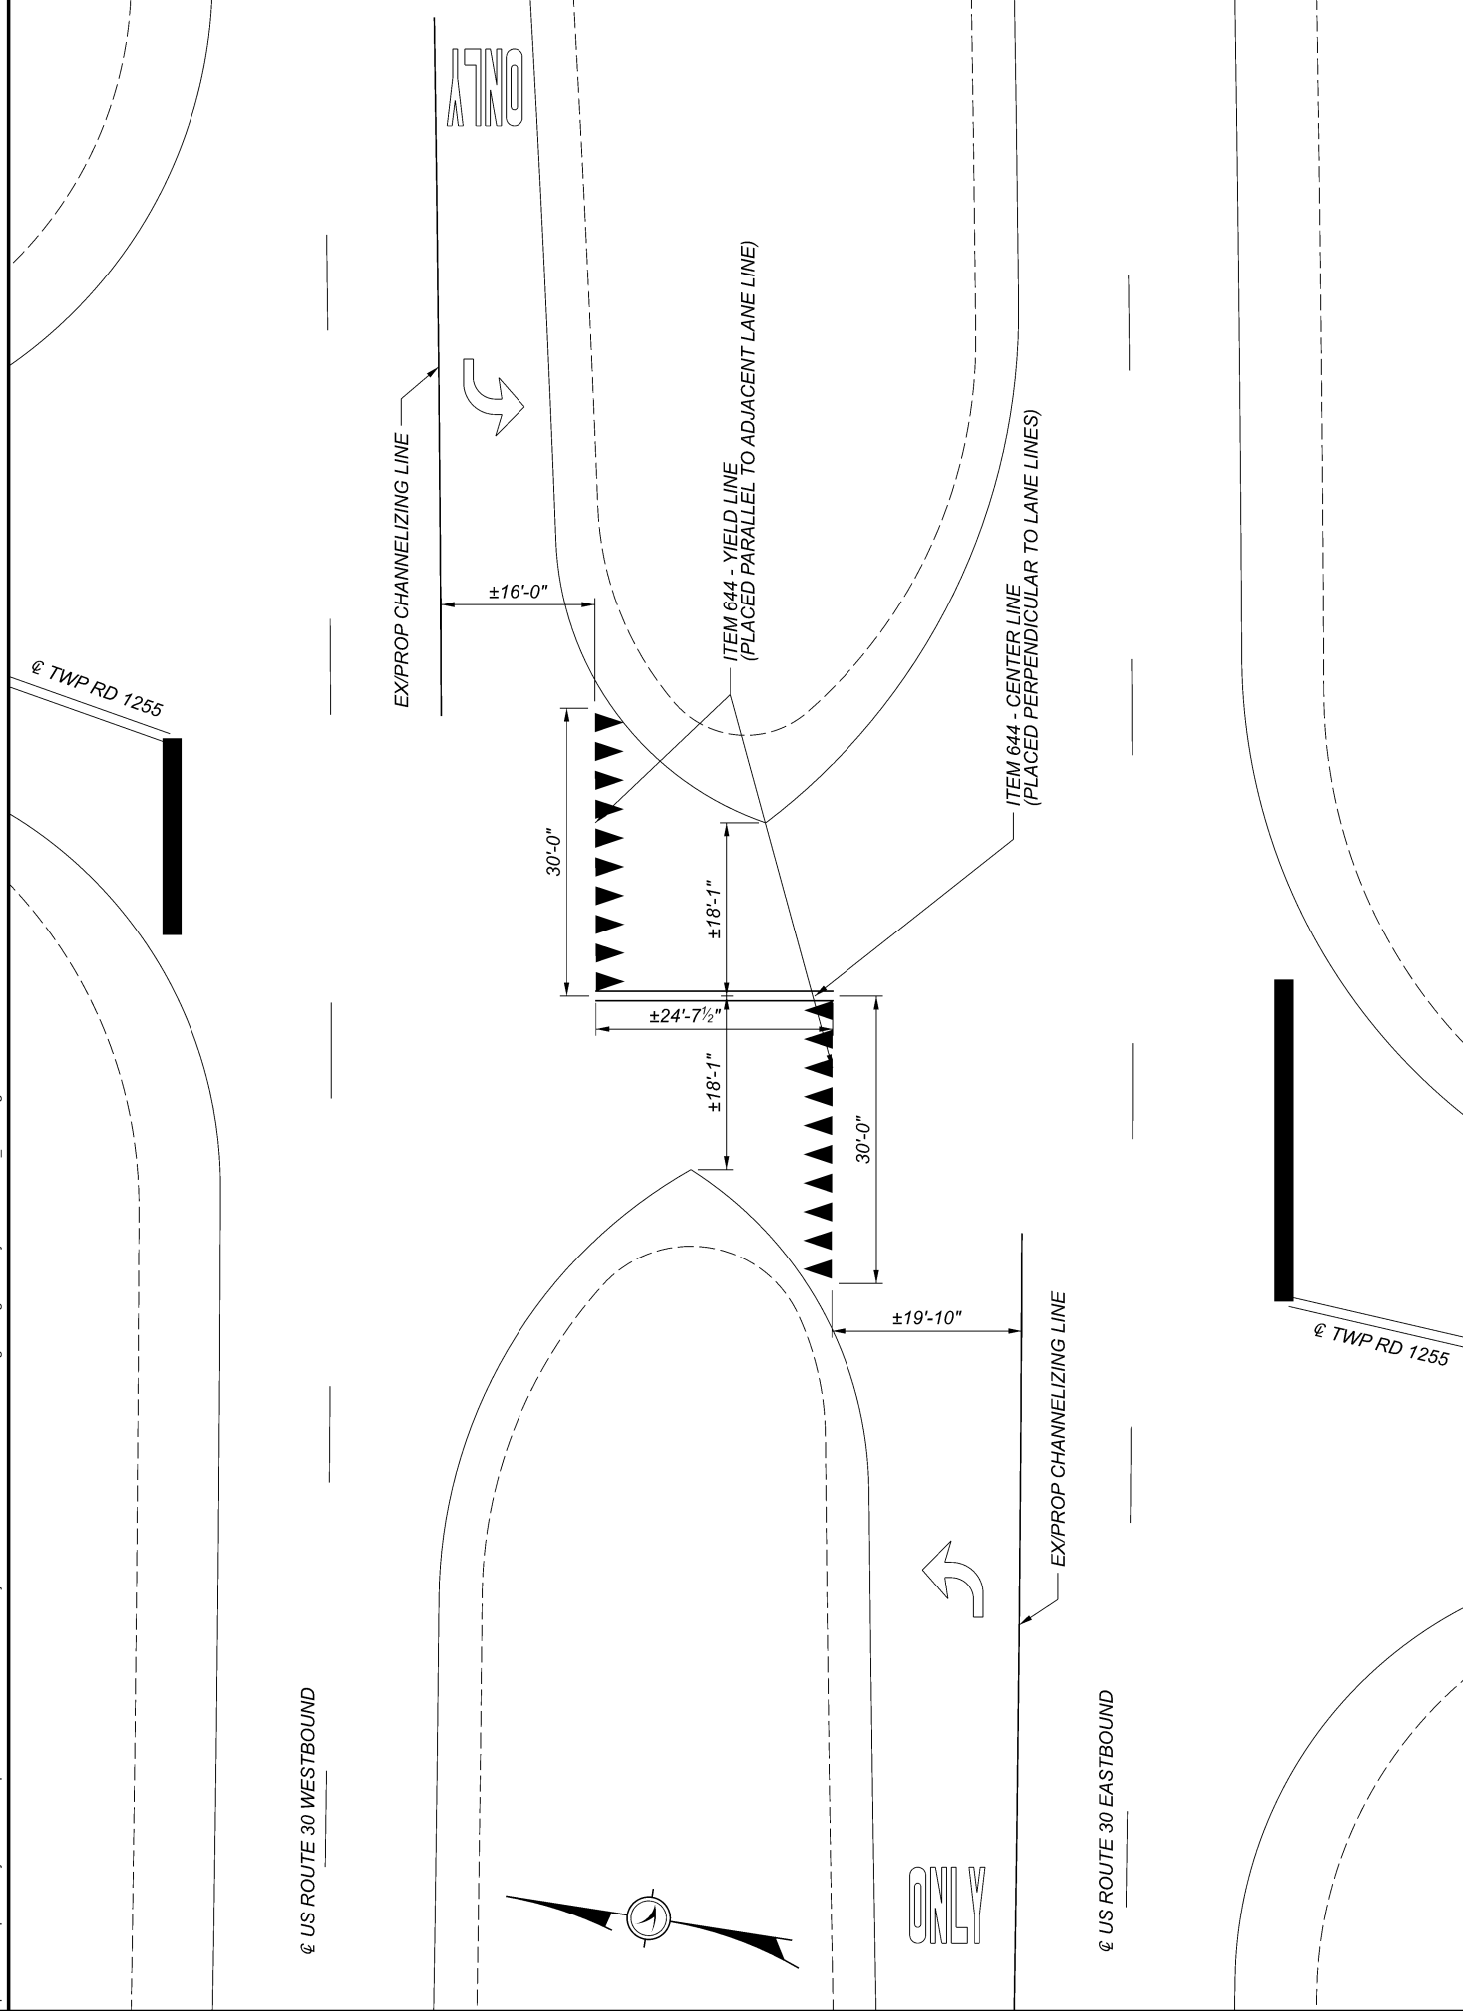 ONLY
EX/PROP CHANNELIZING LINE
±16'-0"
ITEM 644 - YIELD LINE
(PLACED PARALLEL TO ADJACENT LANE LINE)
ITEM 644 - CENTER LINE
(PLACED PERPENDICULAR TO LANE LINES)
℄ TWP RD 1255
30'-0"
±18'-1"
±24'-7½"
±18'-1"
30'-0"
±19'-10"
EX/PROP CHANNELIZING LINE
℄ TWP RD 1255
℄ US ROUTE 30 WESTBOUND
℄ US ROUTE 30 EASTBOUND
ONLY